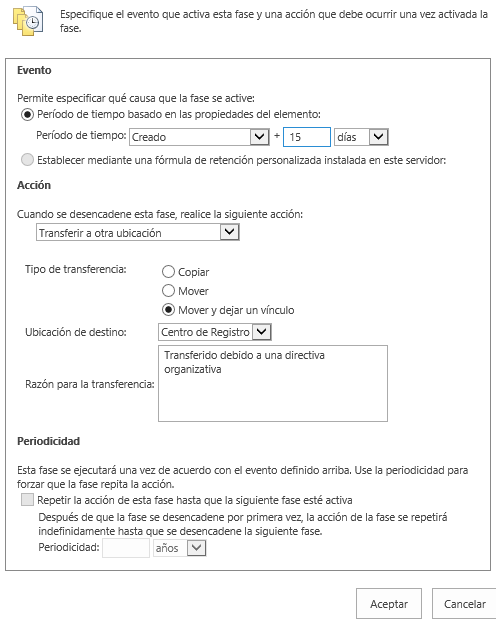 Especifique el evento que activa esta fase y una acción que debe ocurrir una vez activada la
fase.
Evento
Permite especificar qué causa que la fase se active:
Período de tiempo basado en las propiedades del elemento:
Período de tiempo: Creado + 15 días
Establecer mediante una fórmula de retención personalizada instalada en este servidor:
Acción
Cuando se desencadene esta fase, realice la siguiente acción:
Transferir a otra ubicación
Tipo de transferencia: Copiar
Mover
Mover y dejar un vínculo
Ubicación de destino: Centro de Registro
Transferido debido a una directiva
organizativa
Razón para la transferencia:
Periodicidad
Esta fase se ejecutará una vez de acuerdo con el evento definido arriba. Use la periodicidad para
forzar que la fase repita la acción.
Repetir la acción de esta fase hasta que la siguiente fase esté activa
Después de que la fase se desencadene por primera vez, la acción de la fase se repetirá
indefinidamente hasta que se desencadene la siguiente fase.
Periodicidad: años
Aceptar Cancelar